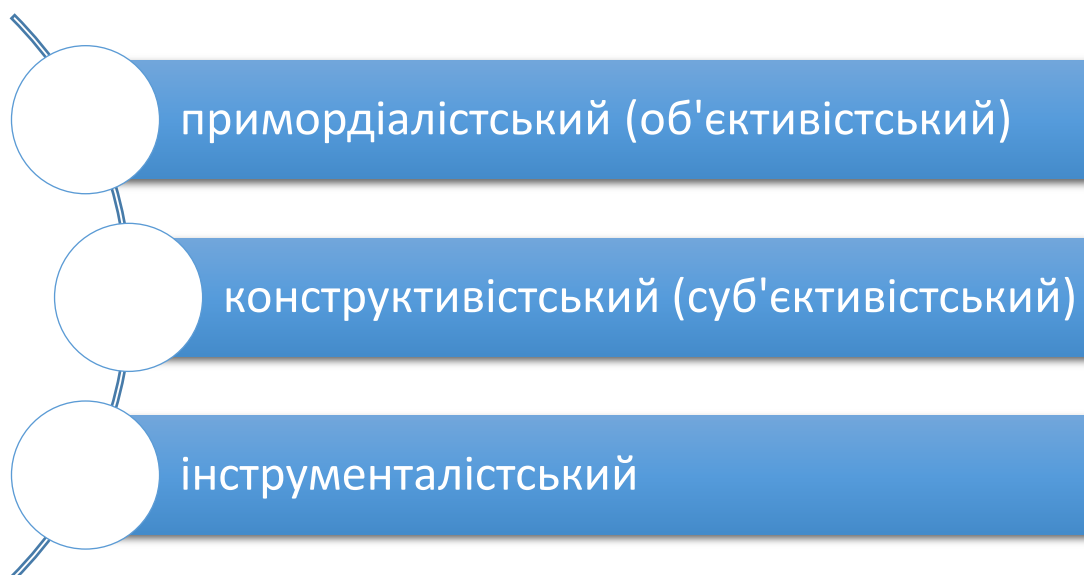 примордіалістський (об'єктивістський)
конструктивістський (суб'єктивістський)
інструменталістський